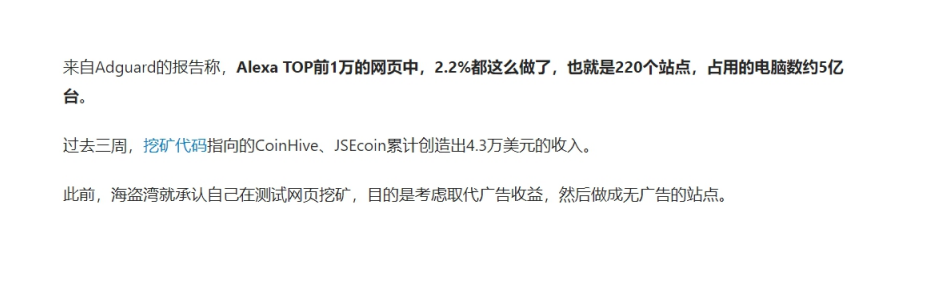 来自Adguard的报告称，Alexa TOP前1万的网页中，2.2%都这么做了，也就是220个站点，占用的电脑数约5亿
台。
过去三周，挖矿代码指向的CoinHive、JSEcoin累计创造出4.3万美元的收入。
此前，海盗湾就承认自己在测试网页挖矿，目的是考虑取代广告收益，然后做成无广告的站点。